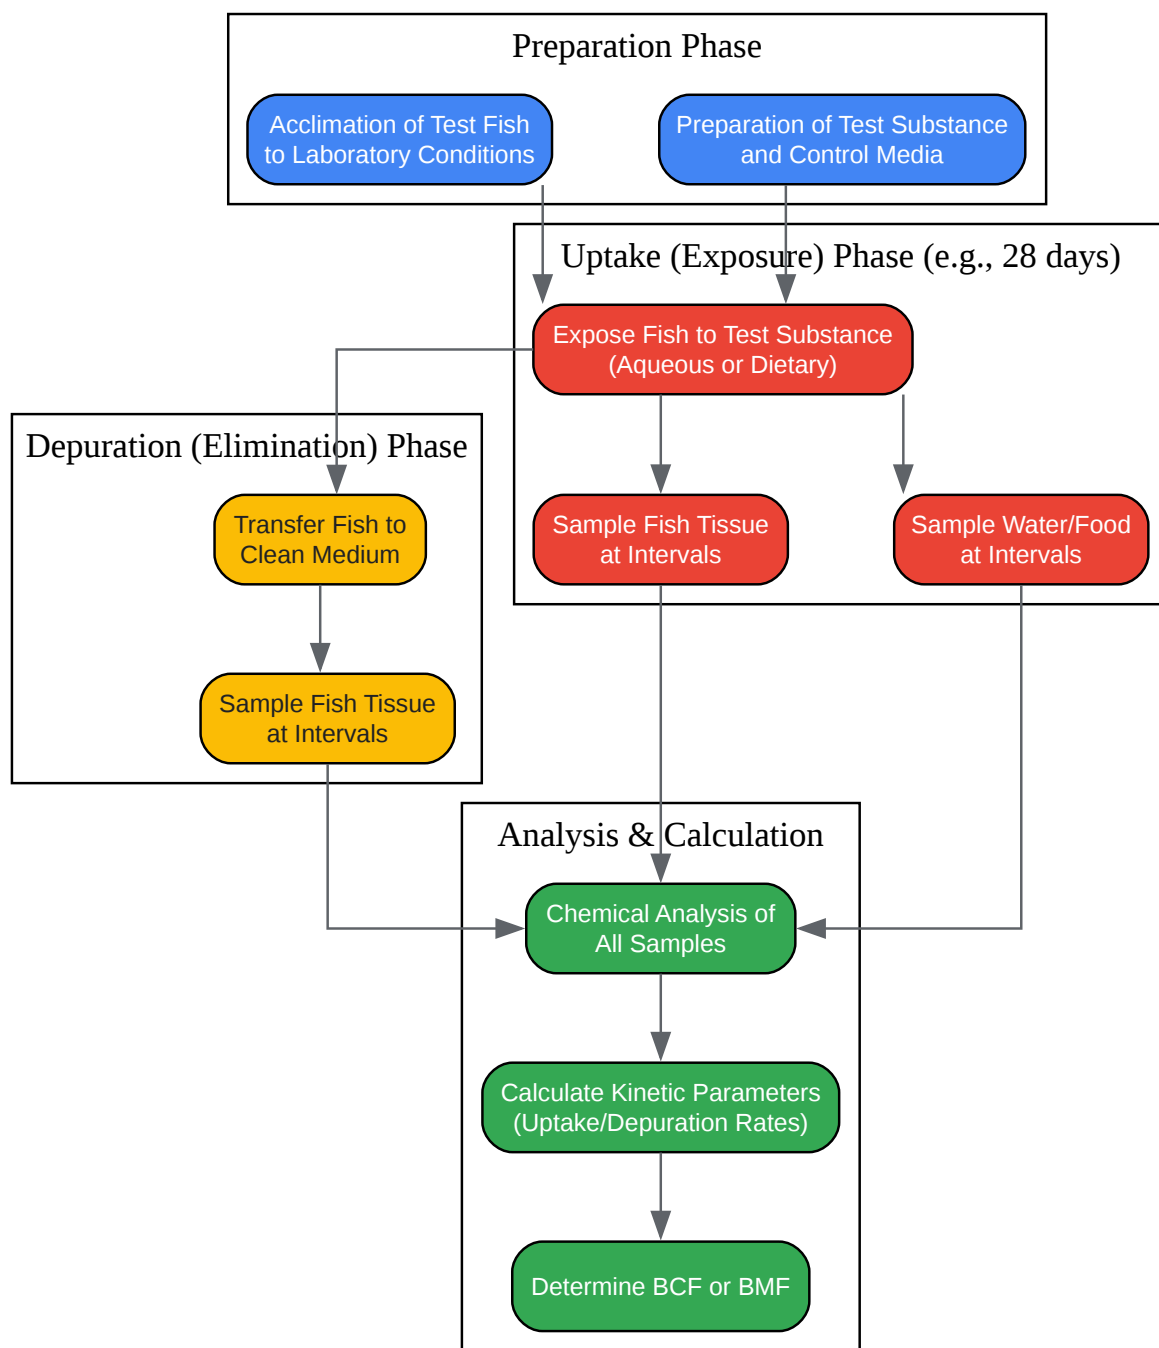 Preparation Phase
Acclimation of Test Fish
to Laboratory Conditions
Preparation of Test Substance
and Control Media
Uptake (Exposure) Phase (e.g., 28 days)
Expose Fish to Test Substance
(Aqueous or Dietary)
Sample Fish Tissue
at Intervals
Sample Water/Food
at Intervals
Depuration (Elimination) Phase
Transfer Fish to
Clean Medium
Sample Fish Tissue
at Intervals
Analysis & Calculation
Chemical Analysis of
All Samples
Calculate Kinetic Parameters
(Uptake/Depuration Rates)
Determine BCF or BMF